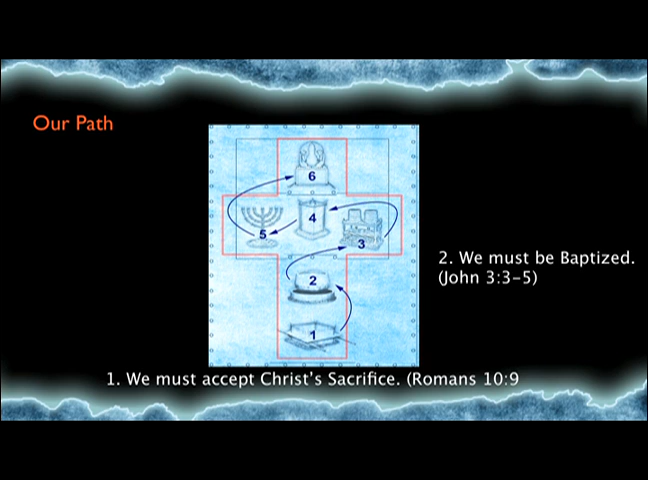 Our Path
6
4
5
3
2
1
2. We must be Baptized.
(John 3:3-5)
1. We must accept Christ's Sacrifice. (Romans 10:9